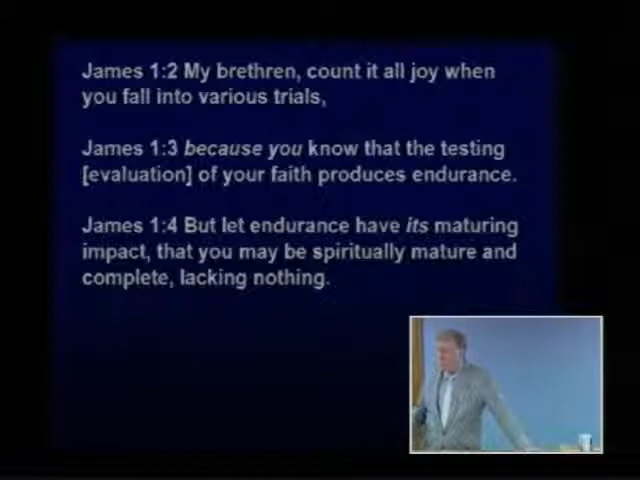 James 1:2 My brethren, count it all joy when
you fall into various trials,
James 1:3 because you know that the testing
[evaluation] of your faith produces endurance.
James 1:4 But let endurance have its maturing
impact, that you may be spiritually mature and
complete, lacking nothing.